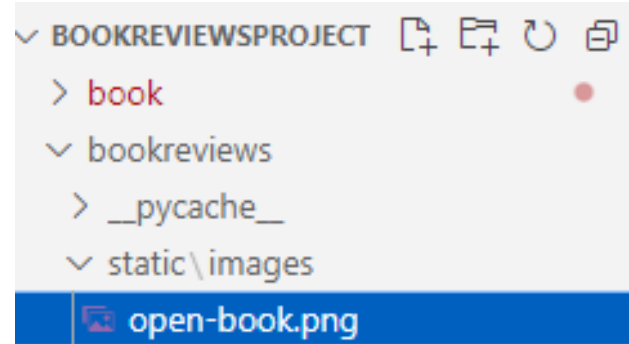 BOOKREVIEWSPROJECT
book
bookreviews
__pycache__
static\images
open-book.png